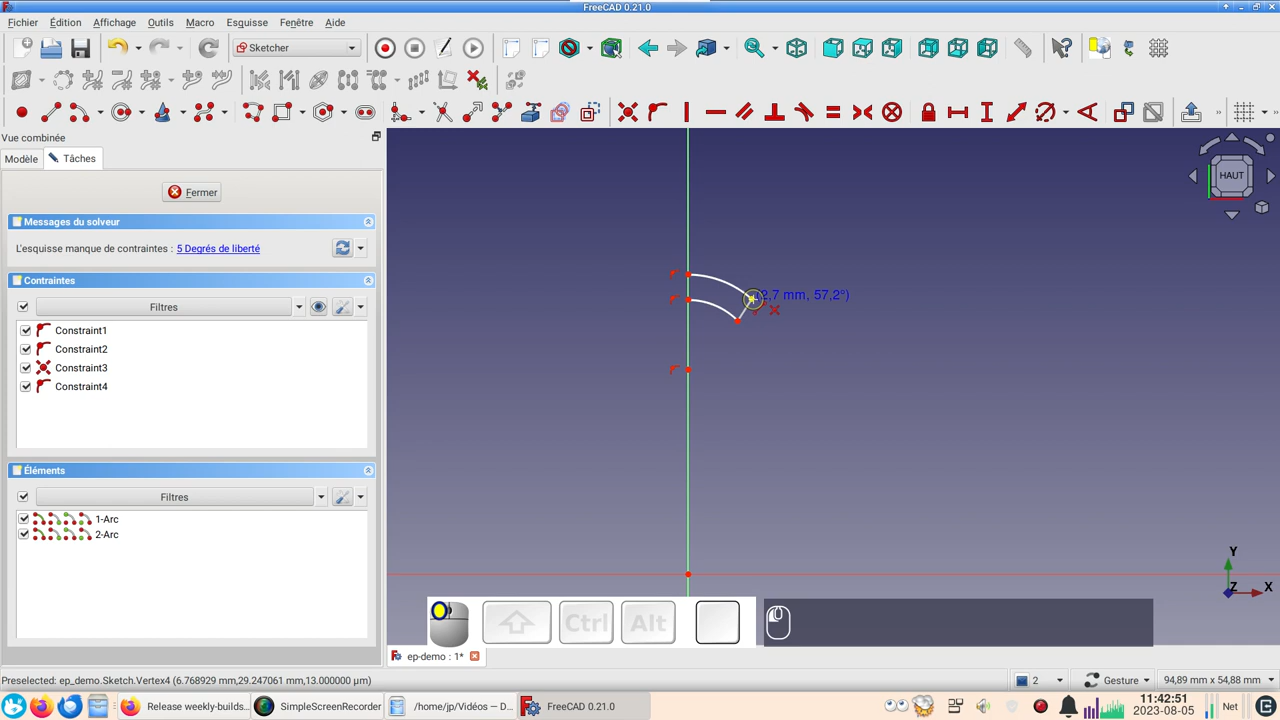 FreeCAD 0.21.0
Fichier Édition Affichage Outils Macro Esquisse Fenêtre Aide
Sketcher
Vue combinée
Modèle Tâches
HAUT
Fermer
Messages du solveur
L'esquisse manque de contraintes : 5 Degrés de liberté
Contraintes
Filtres
Constraint1
Constraint2
Constraint3
Constraint4
2,7 mm, 57,2°)
Éléments
Filtres
1-Arc
2-Arc
Y
Z X
Ctrl Alt
ep-demo : 1*
Preselected: ep_demo.Sketch.Vertex4 (6.768929 mm,29.247061 mm,13.000000 µm)
2 Gesture 94,89 mm x 54,88 mm
Release weekly-builds... SimpleScreenRecorder /home/jp/Vidéos — D... FreeCAD 0.21.0
11:42:51
2023-08-05
Net